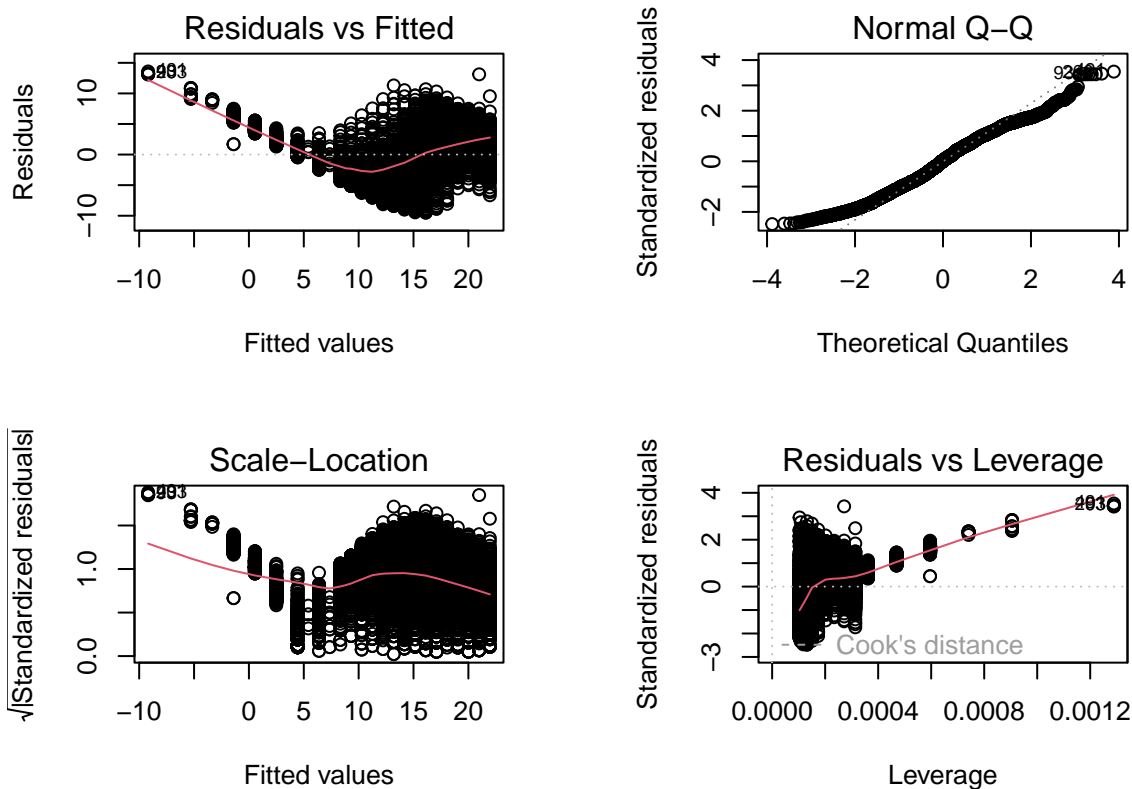 Residuals vs Fitted
Residuals
10
0
−10
−10 0 5 10 15 20
Fitted values
Normal Q−Q
Standardized residuals
4
2
0
−2
−4 −2 0 2 4
Theoretical Quantiles
Scale−Location
√|Standardized residuals|
1.0
0.0
−10 0 5 10 15 20
Fitted values
Residuals vs Leverage
Standardized residuals
4
2
0
−3
Cook's distance
0.0000 0.0004 0.0008 0.0012
Leverage